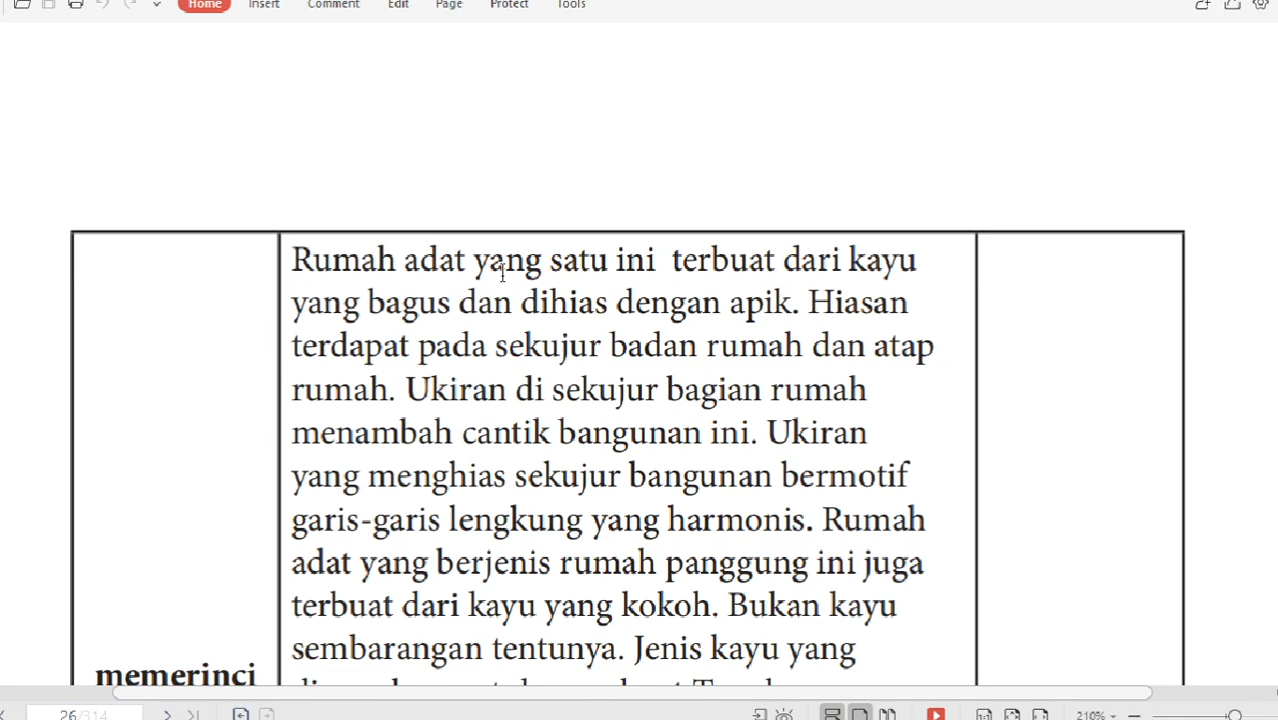 Home Insert Comment Edit Page Protect Tools
Rumah adat yang satu ini terbuat dari kayu
yang bagus dan dihias dengan apik. Hiasan
terdapat pada sekujur badan rumah dan atap
rumah. Ukiran di sekujur bagian rumah
menambah cantik bangunan ini. Ukiran
yang menghias sekujur bangunan bermotif
garis-garis lengkung yang harmonis. Rumah
adat yang berjenis rumah panggung ini juga
terbuat dari kayu yang kokoh. Bukan kayu
sembarangan tentunya. Jenis kayu yang
memerinci
26/314
210%